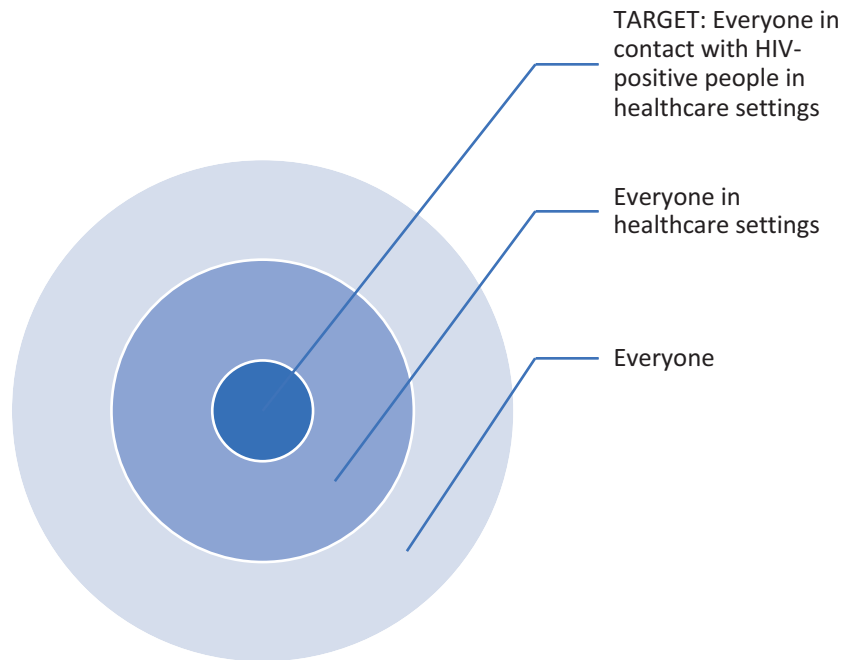 TARGET: Everyone in
contact with HIV-
positive people in
healthcare settings
Everyone in
healthcare settings
Everyone